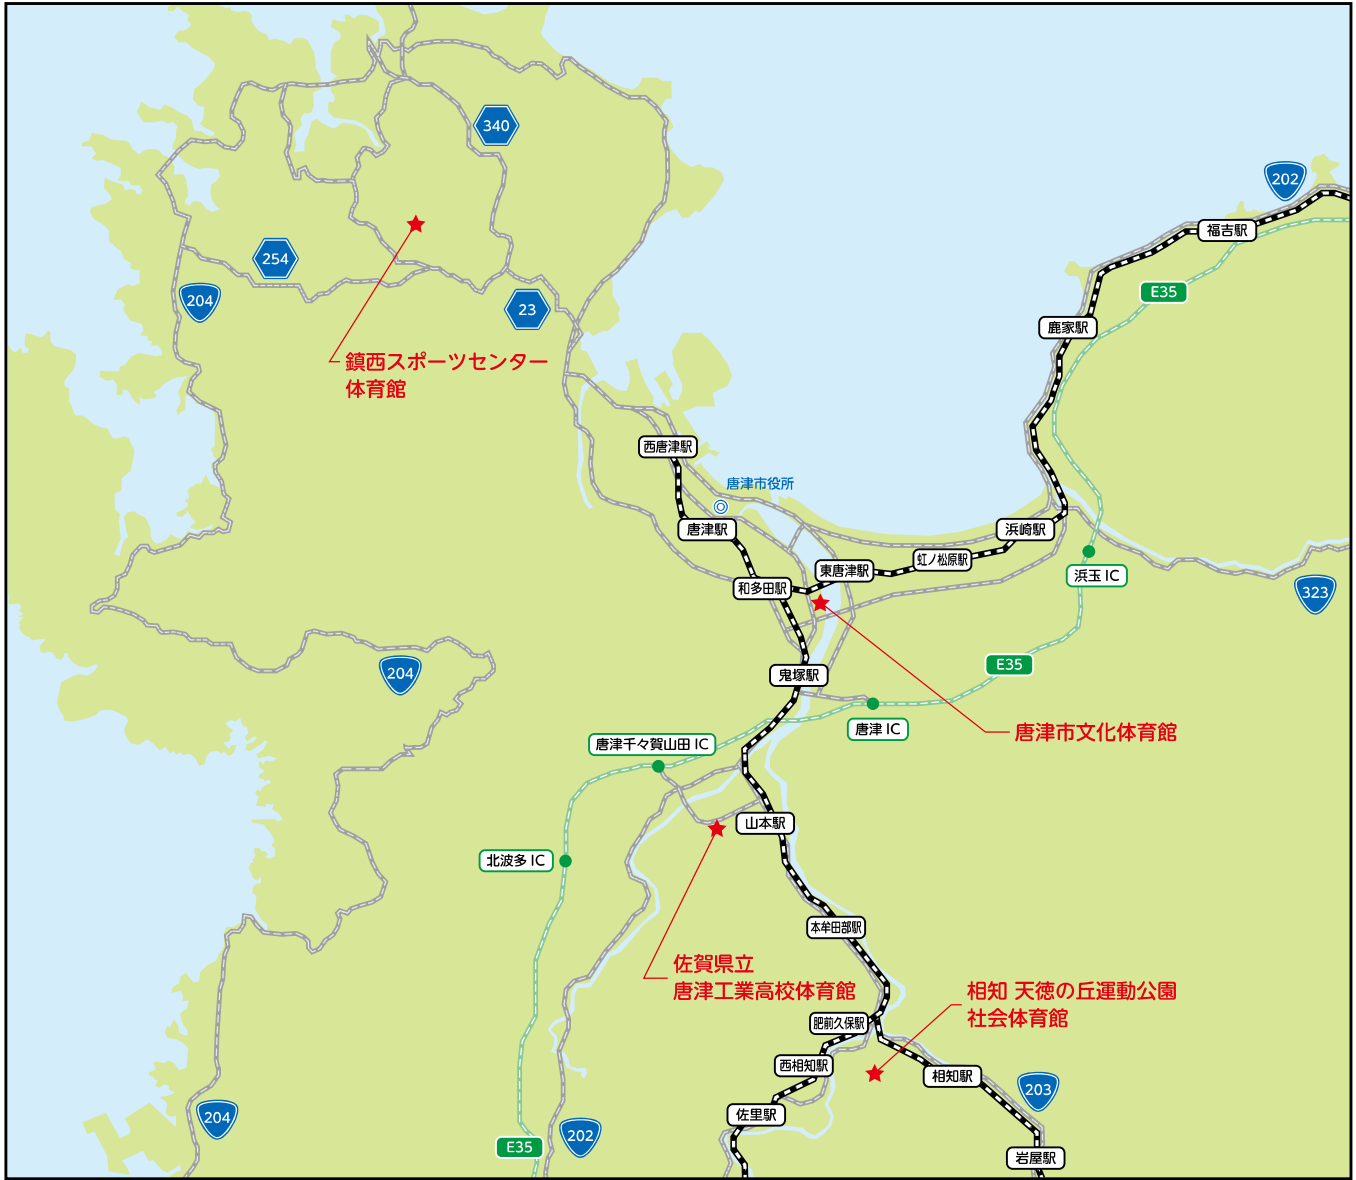 340
202
福吉駅
254
E35
204
23
鹿家駅
鎮西スポーツセンター
体育館
西唐津駅
唐津市役所
唐津駅
浜崎駅
虹ノ松原駅
東唐津駅
浜玉 IC
和多田駅
323
E35
204
鬼塚駅
唐津 IC
唐津市文化体育館
唐津千々賀山田 IC
山本駅
北波多 IC
本牟田部駅
佐賀県立
唐津工業高校体育館
相知 天徳の丘運動公園
社会体育館
肥前久保駅
西相知駅
相知駅
203
佐里駅
204
202
E35
岩屋駅